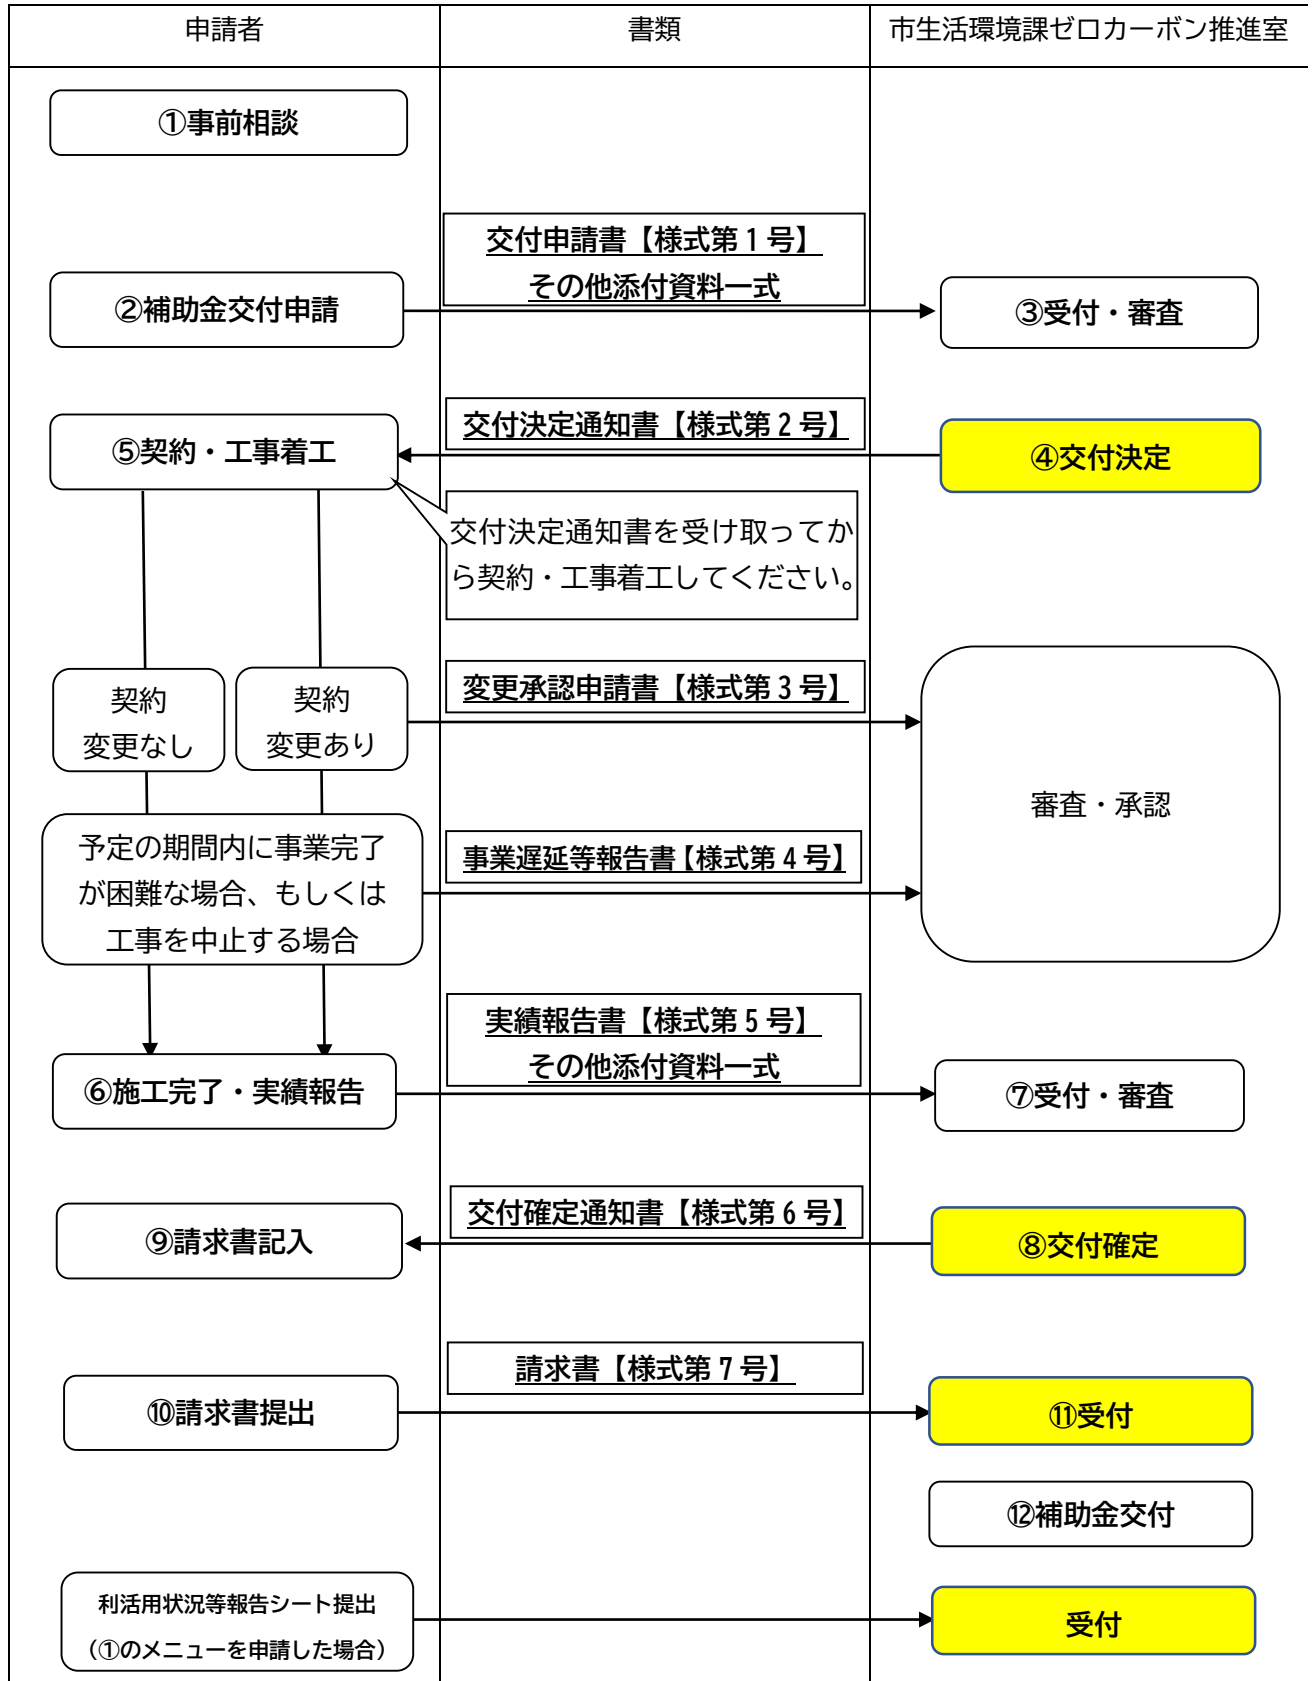 申請者
書類
市生活環境課ゼロカーボン推進室
①事前相談
交付申請書【様式第1号】
その他添付資料一式
②補助金交付申請
③受付・審査
交付決定通知書【様式第2号】
⑤契約・工事着工
④交付決定
交付決定通知書を受け取ってか
ら契約・工事着工してください。
変更承認申請書【様式第3号】
契約
変更なし
契約
変更あり
審査・承認
予定の期間内に事業完了
が困難な場合、もしくは
工事を中止する場合
事業遅延等報告書【様式第4号】
実績報告書【様式第5号】
その他添付資料一式
⑥施工完了・実績報告
⑦受付・審査
交付確定通知書【様式第6号】
⑨請求書記入
⑧交付確定
請求書【様式第7号】
⑩請求書提出
⑪受付
⑫補助金交付
利活用状況等報告シート提出
（①のメニューを申請した場合）
受付